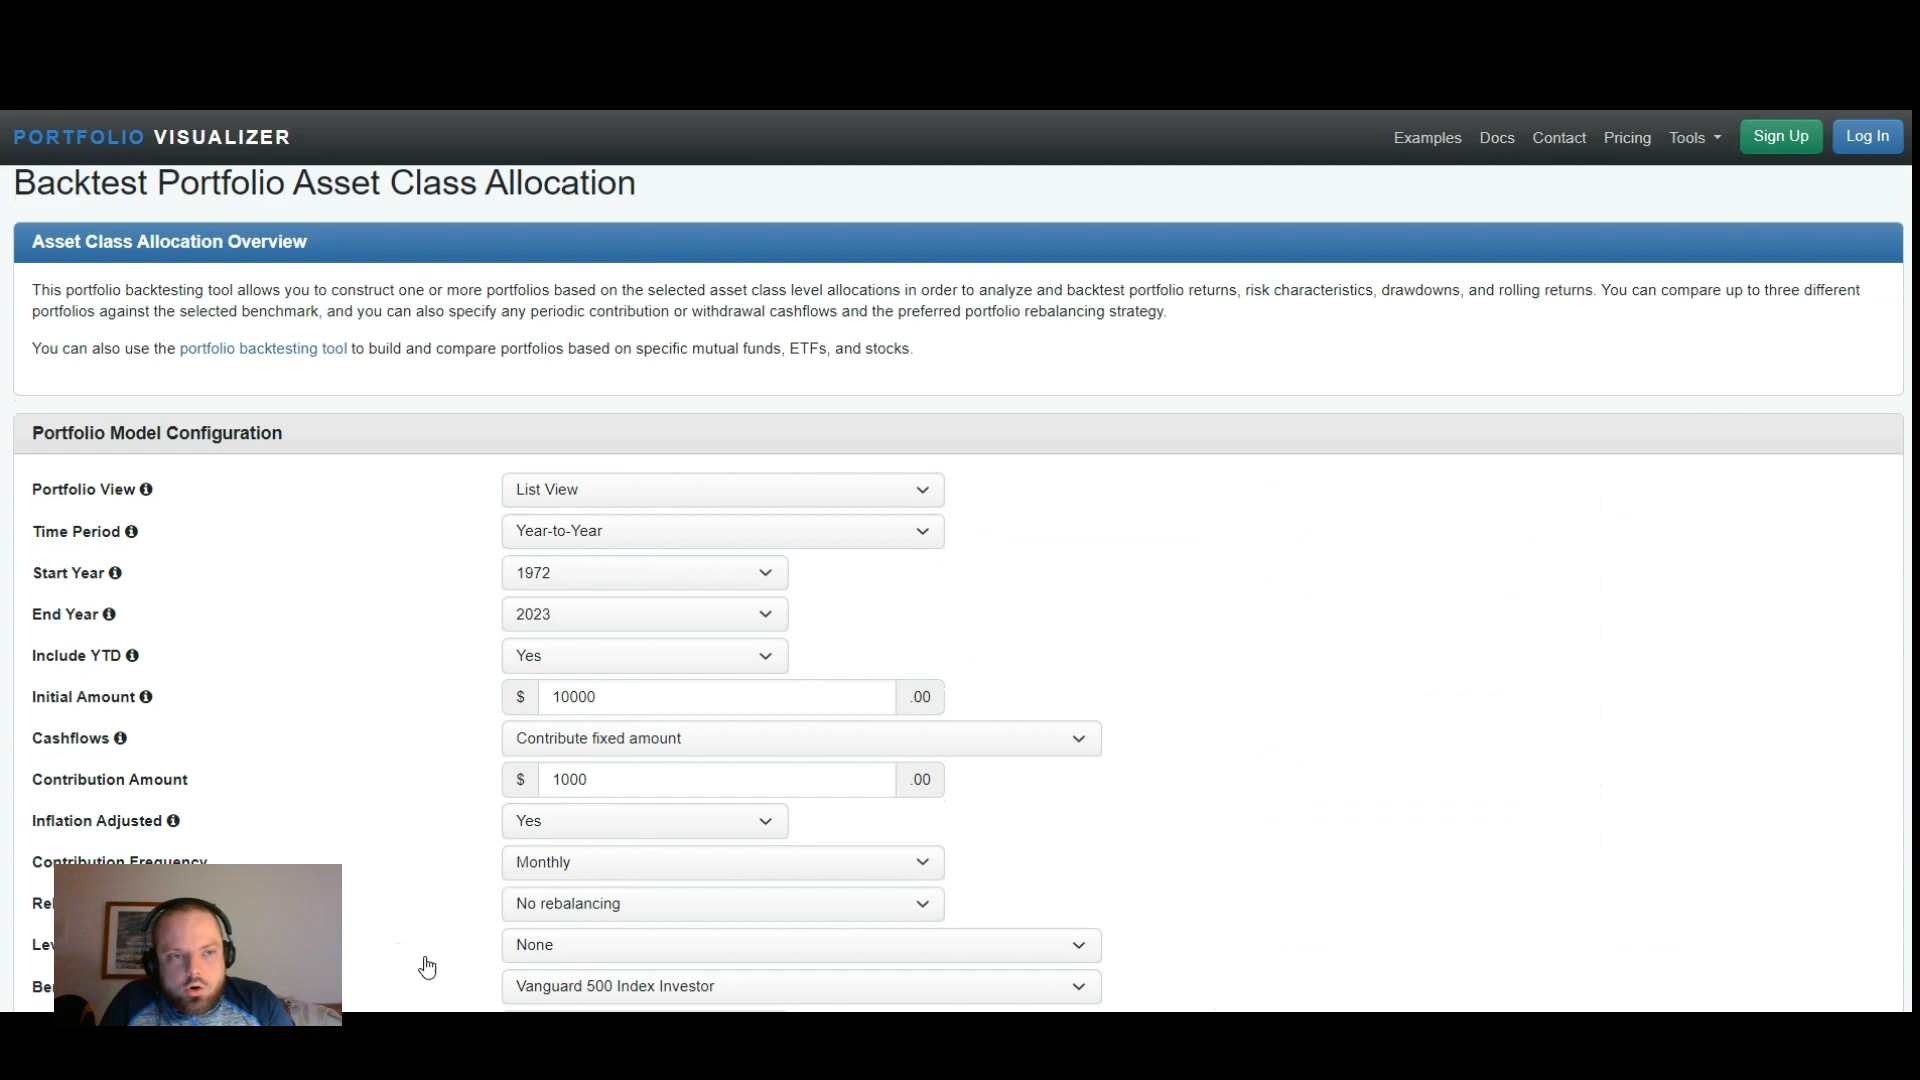 PORTFOLIO VISUALIZER
Examples Docs Contact Pricing Tools Sign Up Log In
Backtest Portfolio Asset Class Allocation
Asset Class Allocation Overview
This portfolio backtesting tool allows you to construct one or more portfolios based on the selected asset class level allocations in order to analyze and backtest portfolio returns, risk characteristics, drawdowns, and rolling returns. You can compare up to three different
portfolios against the selected benchmark, and you can also specify any periodic contribution or withdrawal cashflows and the preferred portfolio rebalancing strategy.
You can also use the portfolio backtesting tool to build and compare portfolios based on specific mutual funds, ETFs, and stocks.
Portfolio Model Configuration
Portfolio View List View
Time Period Year-to-Year
Start Year 1972
End Year 2023
Include YTD Yes
Initial Amount $ 10000 .00
Cashflows Contribute fixed amount
Contribution Amount $ 1000 .00
Inflation Adjusted Yes
Contribution Frequency Monthly
No rebalancing
None
Vanguard 500 Index Investor